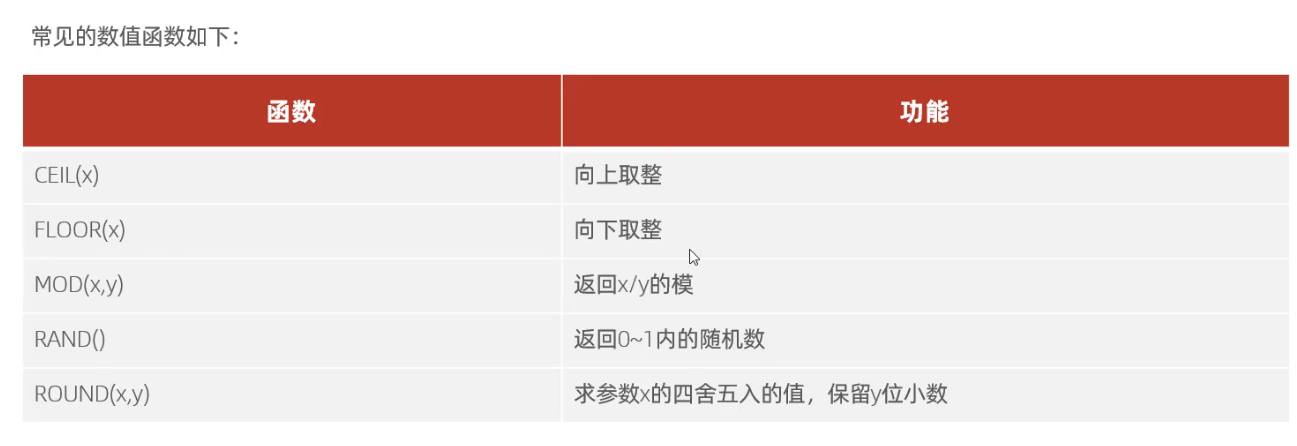 常见的数值函数如下：
函数 功能
CEIL(x) 向上取整
FLOOR(x) 向下取整
MOD(x,y) 返回x/y的模
RAND() 返回0~1内的随机数
ROUND(x,y) 求参数x的四舍五入的值，保留y位小数